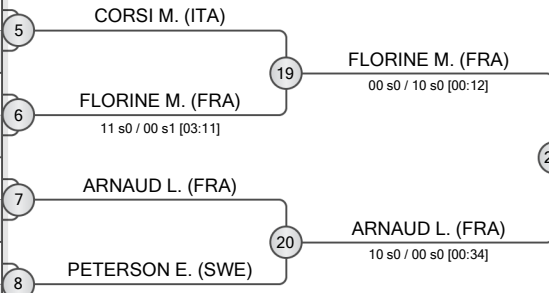 CORSI M. (ITA)
5
19
FLORINE M. (FRA)
00 s0 / 10 s0 [00:12]
FLORINE M. (FRA)
6
11 s0 / 00 s1 [03:11]
ARNAUD L. (FRA)
7
20
ARNAUD L. (FRA)
10 s0 / 00 s0 [00:34]
PETERSON E. (SWE)
8